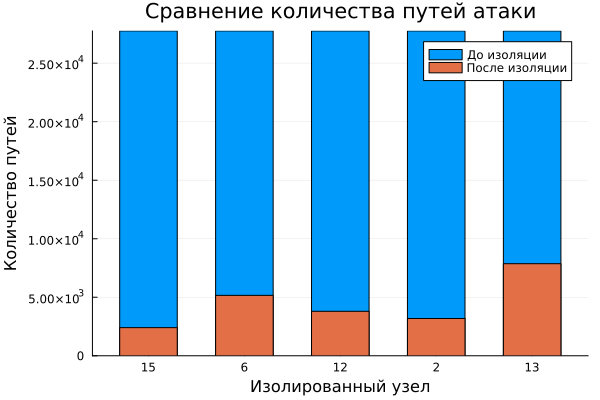 Сравнение количества путей атаки
До изоляции
После изоляции
Количество путей
2.50×10⁴
2.00×10⁴
1.50×10⁴
1.00×10⁴
5.00×10³
0
15 6 12 2 13
Изолированный узел